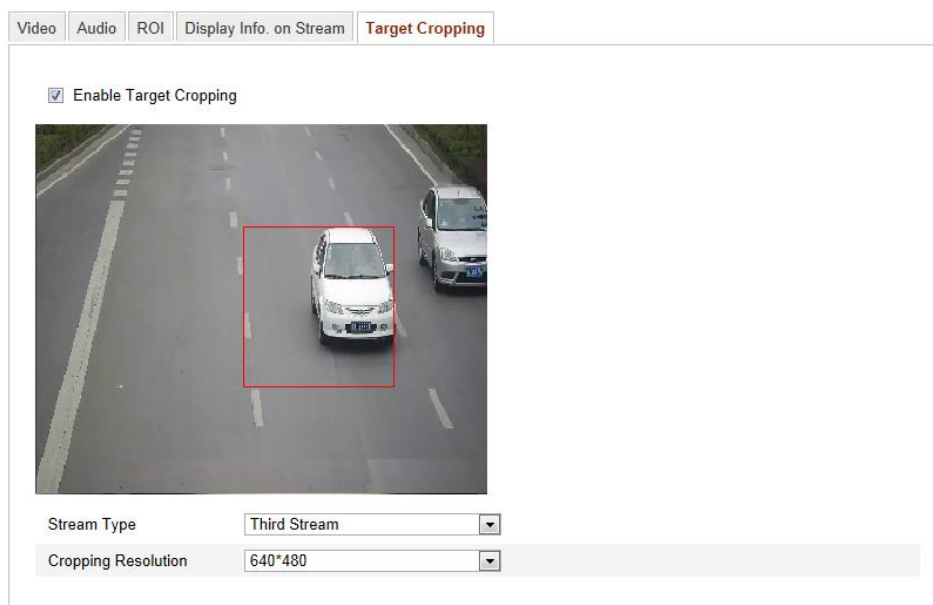 Video Audio ROI Display Info. on Stream Target Cropping
Enable Target Cropping
Stream Type Third Stream
Cropping Resolution 640*480